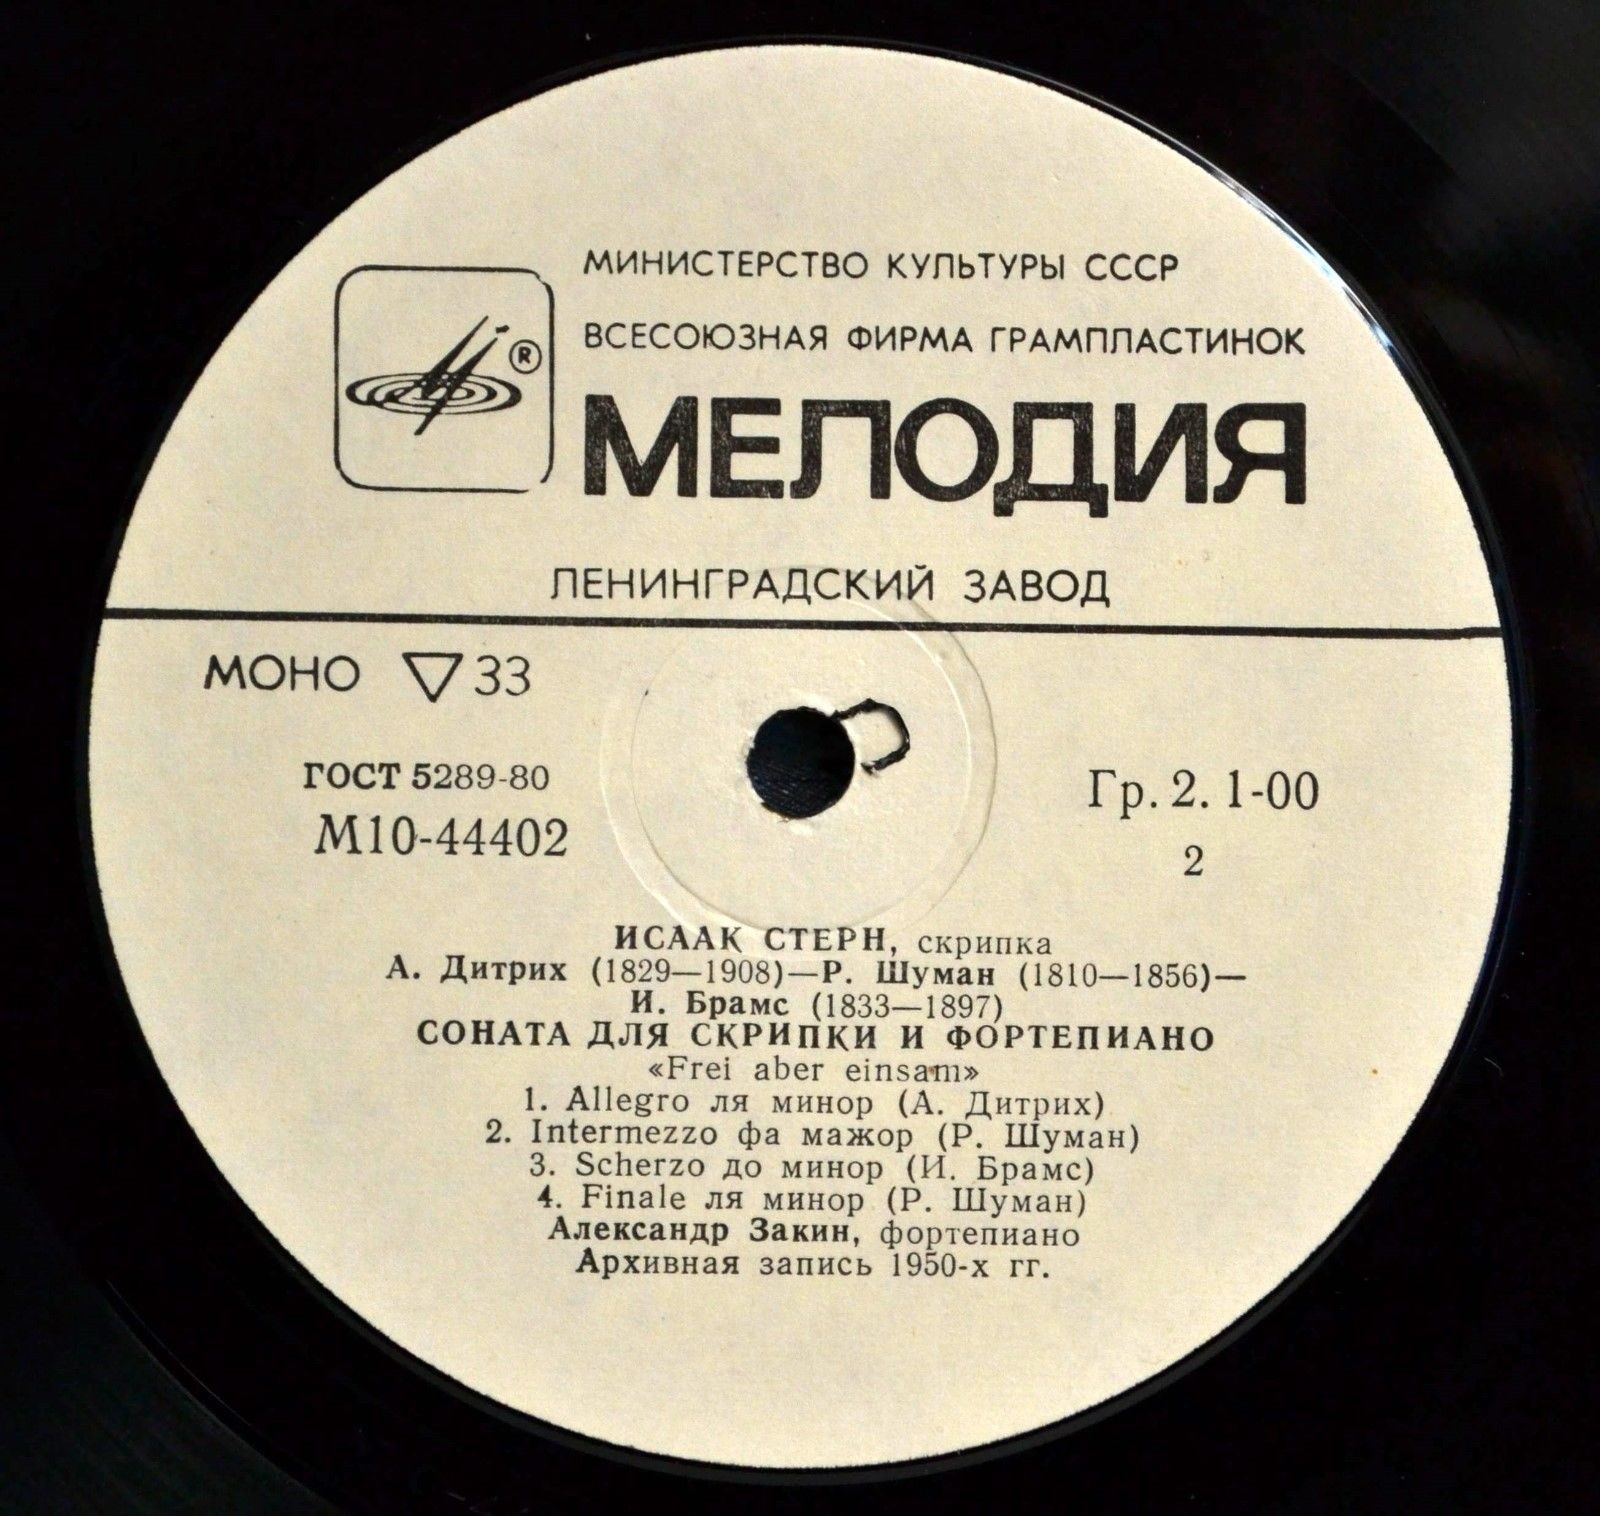 МИНИСТЕРСТВО КУЛЬТУРЫ СССР
ВСЕСОЮЗНАЯ ФИРМА ГРАМПЛАСТИНОК
®
МЕЛОДИЯ
ЛЕНИНГРАДСКИЙ ЗАВОД
МОНО ▽33
ГОСТ 5289-80
М10-44402
Гр. 2. 1-00
2
ИСААК СТЕРН, скрипка
А. Дитрих (1829—1908)—Р. Шуман (1810—1856)—
И. Брамс (1833—1897)
СОНАТА ДЛЯ СКРИПКИ И ФОРТЕПИАНО
«Frei aber einsam»
1. Allegro ля минор (А. Дитрих)
2. Intermezzo фа мажор (Р. Шуман)
3. Scherzo до минор (И. Брамс)
4. Finale ля минор (Р. Шуман)
Александр Закин, фортепиано
Архивная запись 1950-х гг.